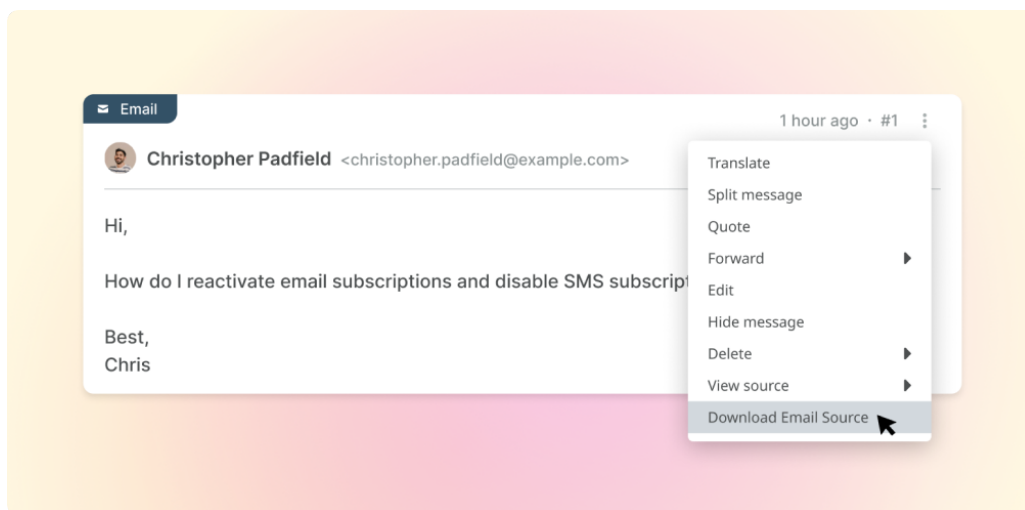 Email
1 hour ago · #1
Christopher Padfield <christopher.padfield@example.com>
Hi,
How do I reactivate email subscriptions and disable SMS
Best,
Chris
Translate
Split message
Quote
Forward
Edit
Hide message
Delete
View source
Download Email Source